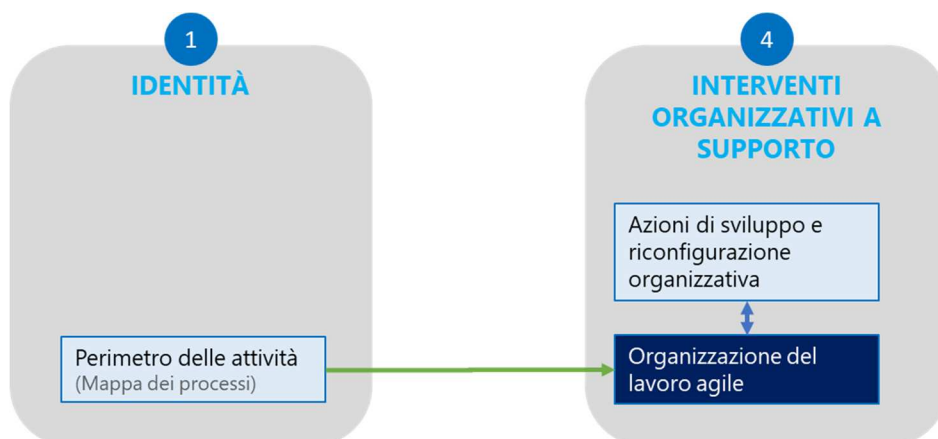 1
IDENTITÀ
Perimetro delle attività
(Mappa dei processi)
4
INTERVENTI
ORGANIZZATIVI A
SUPPORTO
Azioni di sviluppo e
riconfigurazione
organizzativa
Organizzazione del
lavoro agile